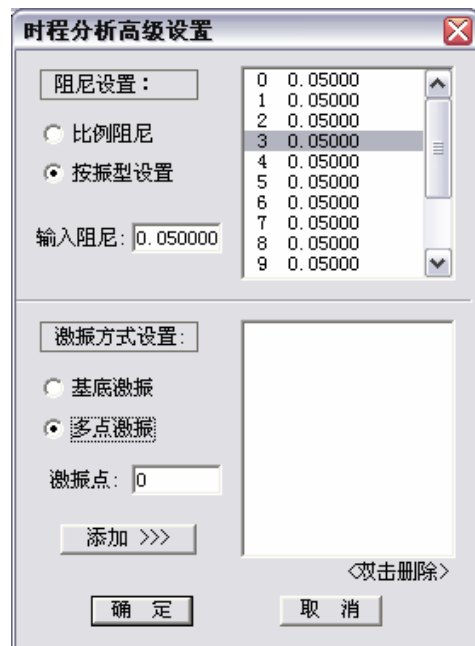 时程分析高级设置
阻尼设置：
比例阻尼
按振型设置
输入阻尼: 0.050000
0 0.05000
1 0.05000
2 0.05000
3 0.05000
4 0.05000
5 0.05000
6 0.05000
7 0.05000
8 0.05000
9 0.05000
激振方式设置:
基底激振
多点激振
激振点: 0
添加 >>>
<双击删除>
确 定
取 消